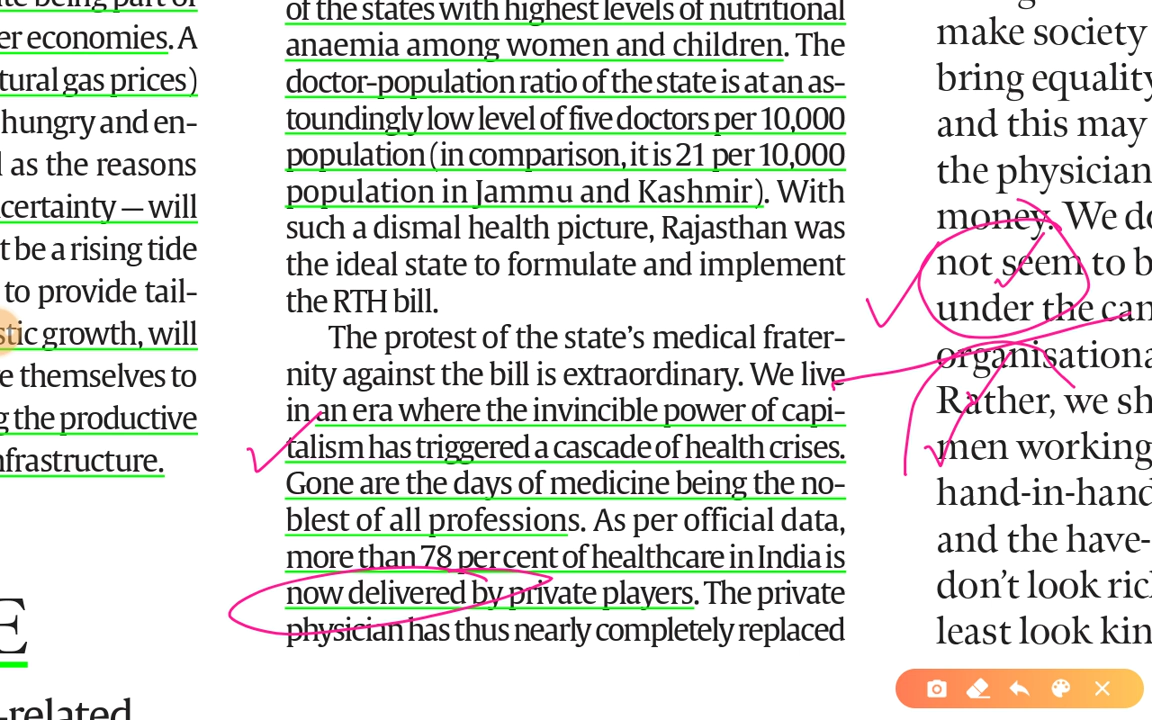 te being part of
er economies. A
tural gas prices)
hungry and en-
l as the reasons
certainty — will
t be a rising tide
to provide tail-
stic growth, will
e themselves to
g the productive
nfrastructure.
E
-related
of the states with highest levels of nutritional
anaemia among women and children. The
doctor-population ratio of the state is at an as-
toundingly low level of five doctors per 10,000
population (in comparison, it is 21 per 10,000
population in Jammu and Kashmir). With
such a dismal health picture, Rajasthan was
the ideal state to formulate and implement
the RTH bill.
The protest of the state’s medical frater-
nity against the bill is extraordinary. We live
in an era where the invincible power of capi-
talism has triggered a cascade of health crises.
Gone are the days of medicine being the no-
blest of all professions. As per official data,
more than 78 per cent of healthcare in India is
now delivered by private players. The private
physician has thus nearly completely replaced
make society
bring equality
and this may
the physician
money. We do
not seem to b
under the can
organisationa
Rather, we sh
men working
hand-in-hand
and the have-
don’t look rich
least look kin